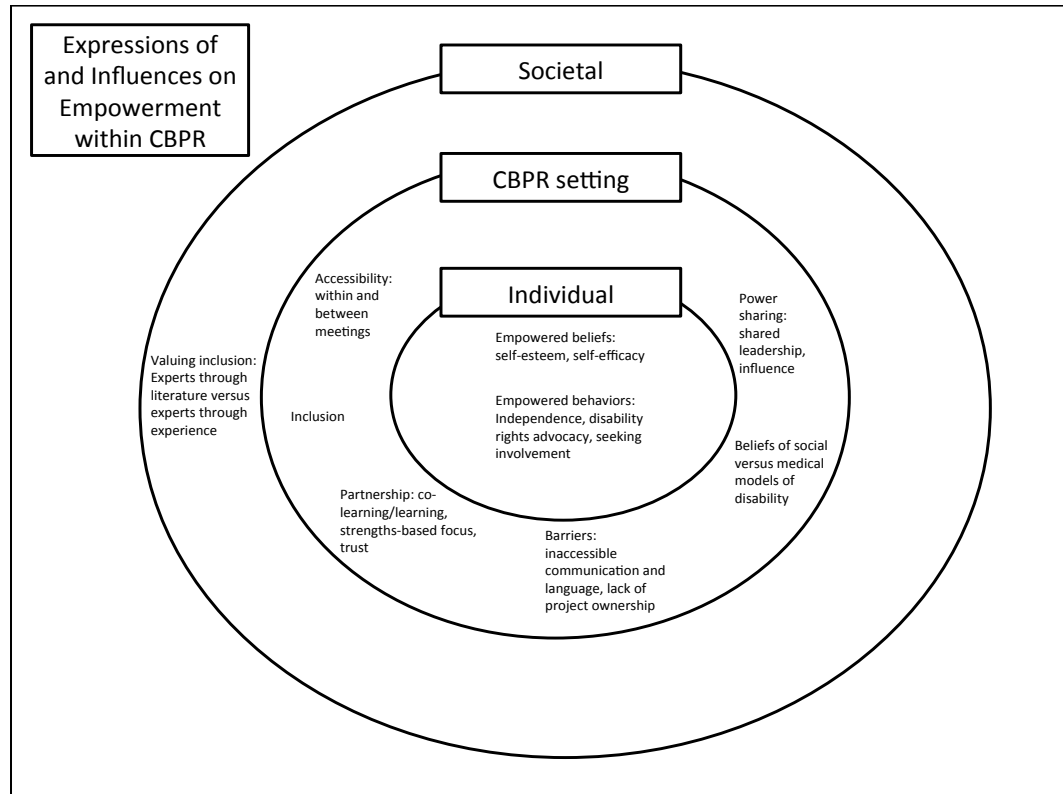 Expressions of
and Influences on
Empowerment
within CBPR
Societal
CBPR setting
Individual
Accessibility:
within and
between
meetings
Empowered beliefs:
self-esteem, self-efficacy
Power
sharing:
shared
leadership,
influence
Valuing inclusion:
Experts through
literature versus
experts through
experience
Inclusion
Empowered behaviors:
Independence, disability
rights advocacy, seeking
involvement
Beliefs of social
versus medical
models of
disability
Partnership: co-
learning/learning,
strengths-based focus,
trust
Barriers:
inaccessible
communication and
language, lack of
project ownership